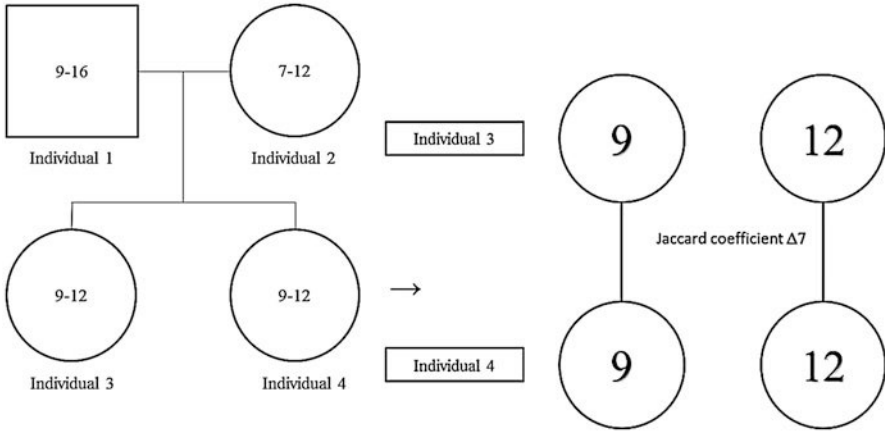 9-16
7-12
Individual 1
Individual 2
9-12
9-12
Individual 3
Individual 4
→
Individual 3
9
12
Jaccard coefficient Δ7
Individual 4
9
12